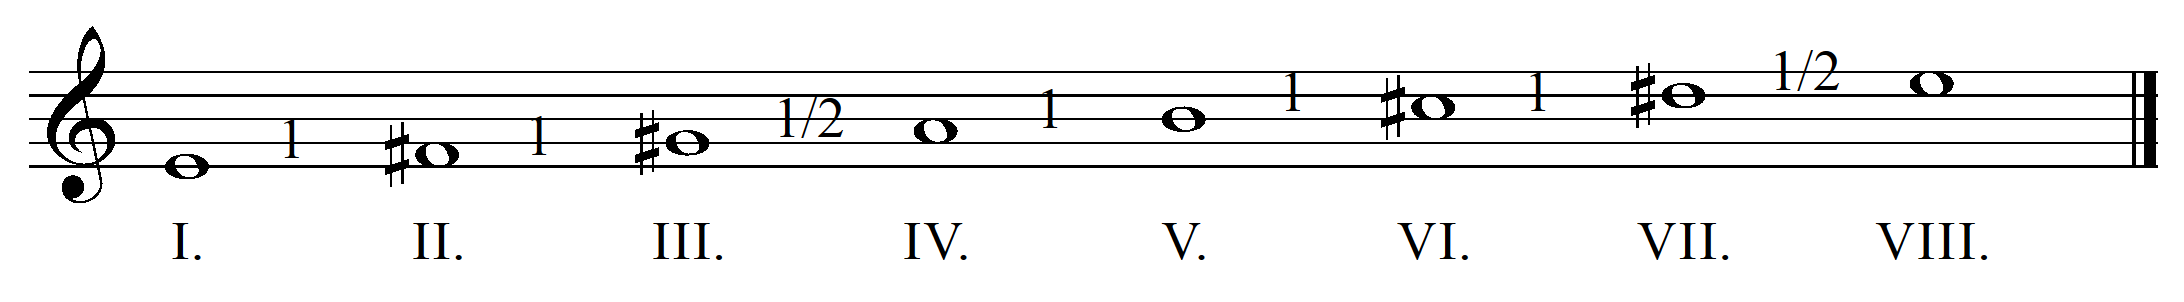 1 1 1/2 1 1 1 1/2
I. II. III. IV. V. VI. VII. VIII.